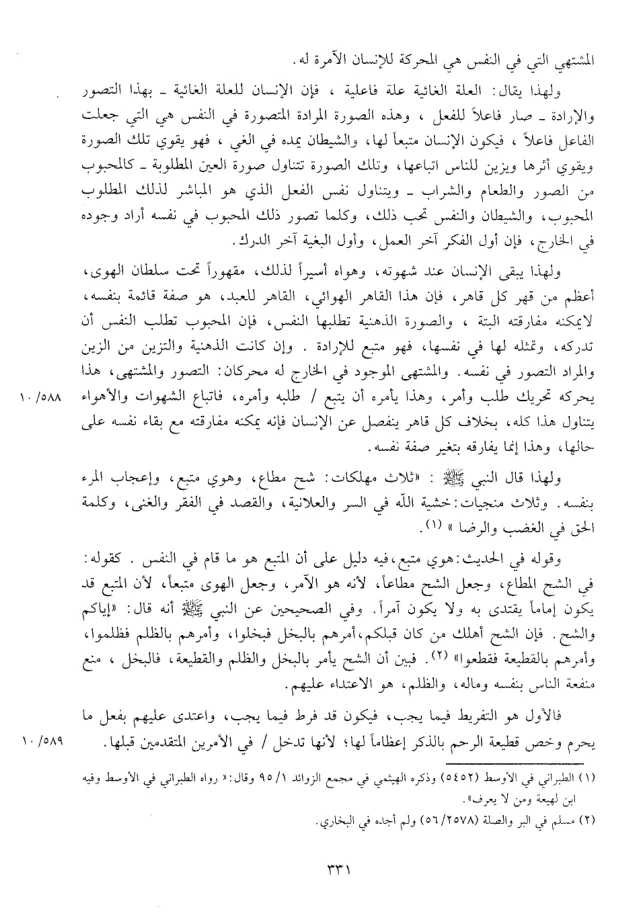 المشتهي التي في النفس هي المحركة للإنسان الآمرة له.
ولهذا يقال: العلة الغائية علة فاعلية ، فإن الإنسان للعلة الغائية ـ بهذا التصور
والإرادة ـ صار فاعلاً للفعل ، وهذه الصورة المرادة المتصورة في النفس هي التي جعلت
الفاعل فاعلاً ، فيكون الإنسان متبعاً لها، والشيطان يمده في الغي ، فهو يقوي تلك الصورة
ويقوي أثرها ويزين للناس اتباعها، وتلك الصورة تتناول صورة العين المطلوبة ـ كالمحبوب
من الصور والطعام والشراب ـ ويتناول نفس الفعل الذي هو المباشر لذلك المطلوب
المحبوب، والشيطان والنفس تحب ذلك، وكلما تصور ذلك المحبوب في نفسه أراد وجوده
في الخارج، فإن أول الفكر آخر العمل، وأول البغية آخر الدرك.
ولهذا يبقى الإنسان عند شهوته، وهواه أسيراً لذلك، مقهوراً تحت سلطان الهوى،
أعظم من قهر كل قاهر، فإن هذا القاهر الهوائي، القاهر للعبد، هو صفة قائمة بنفسه،
لايمكنه مفارقته البتة ، والصورة الذهنية تطلبها النفس، فإن المحبوب تطلب النفس أن
تدركه، وتمثله لها في نفسها، فهو متبع للإرادة . وإن كانت الذهنية والتزين من الزين
والمراد التصور في نفسه. والمشتهى الموجود في الخارج له محركان: التصور والمشتهى، هذا
يحركه تحريك طلب وأمر، وهذا يأمره أن يتبع / طلبه وأمره، فاتباع الشهوات والأهواء ١٠/٥٨٨
يتناول هذا كله، بخلاف كل قاهر ينفصل عن الإنسان فإنه يمكنه مفارقته مع بقاء نفسه على
حالها، وهذا إنما يفارقه بتغير صفة نفسه.
ولهذا قال النبي ﷺ : «ثلاث مهلكات: شح مطاع، وهوي متبع، وإعجاب المرء
بنفسه. وثلاث منجيات:خشية اللّه في السر والعلانية، والقصد في الفقر والغنى، وكلمة
الحق في الغضب والرضا » (١).
وقوله في الحديث:هوي متبع،فيه دليل على أن المتبع هو ما قام في النفس . كقوله:
في الشح المطاع، وجعل الشح مطاعاً، لأنه هو الآمر، وجعل الهوى متبعاً، لأن المتبع قد
يكون إماماً يقتدى به ولا يكون آمراً. وفي الصحيحين عن النبي ﷺ أنه قال: «إياكم
والشح. فإن الشح أهلك من كان قبلكم،أمرهم بالبخل فبخلوا، وأمرهم بالظلم فظلموا،
وأمرهم بالقطيعة فقطعوا» (٢). فبين أن الشح يأمر بالبخل والظلم والقطيعة، فالبخل ، منع
منفعة الناس بنفسه وماله، والظلم، هو الاعتداء عليهم.
فالأول هو التفريط فيما يجب، فيكون قد فرط فيما يجب، واعتدى عليهم بفعل ما
يحرم وخص قطيعة الرحم بالذكر إعظاماً لها؛ لأنها تدخل / في الأمرين المتقدمين قبلها. ١٠/٥٨٩
(١) الطبراني في الأوسط (٥٤٥٢) وذكره الهيثمي في مجمع الزوائد ٩٥/١ وقال:« رواه الطبراني في الأوسط وفيه
ابن لهيعة ومن لا يعرف».
(٢) مسلم في البر والصلة (٥٦/٢٥٧٨) ولم أجده في البخاري.
٣٣١